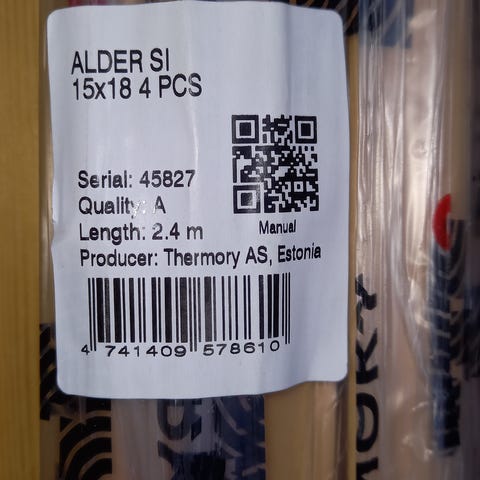 ALDER SI
15x18 4 PCS
Serial: 45827
Quality: A
Length: 2.4 m
Manual
Producer: Thermory AS, Estonia
4 741409 578610